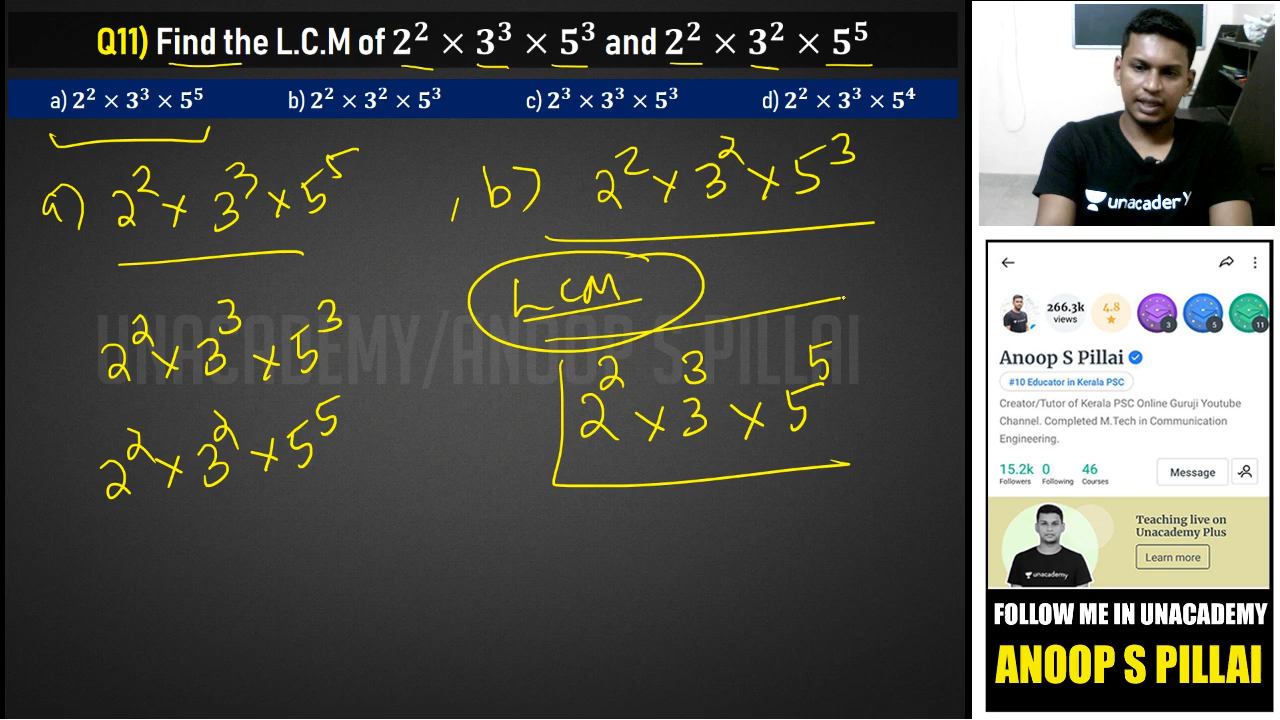 Q11) Find the L.C.M of 2² × 3³ × 5³ and 2² × 3² × 5⁵
a) 2² × 3³ × 5⁵ b) 2² × 3² × 5³ c) 2³ × 3³ × 5³ d) 2² × 3³ × 5⁴
a) 2² × 3³ × 5⁵ , b) 2² × 3² × 5³
LCM
2² × 3³ × 5³
2² × 3³ × 5⁵
2² × 3² × 5⁵
UNACADEMY/ANOOP S PILLAI
unacademy
266.3k 4.8
views
3 5 11
Anoop S Pillai
#10 Educator in Kerala PSC
Creator/Tutor of Kerala PSC Online Guruji Youtube
Channel. Completed M.Tech in Communication
Engineering.
15.2k 0 46
Followers Following Courses
Message
Teaching live on
Unacademy Plus
Learn more
unacademy
FOLLOW ME IN UNACADEMY
ANOOP S PILLAI